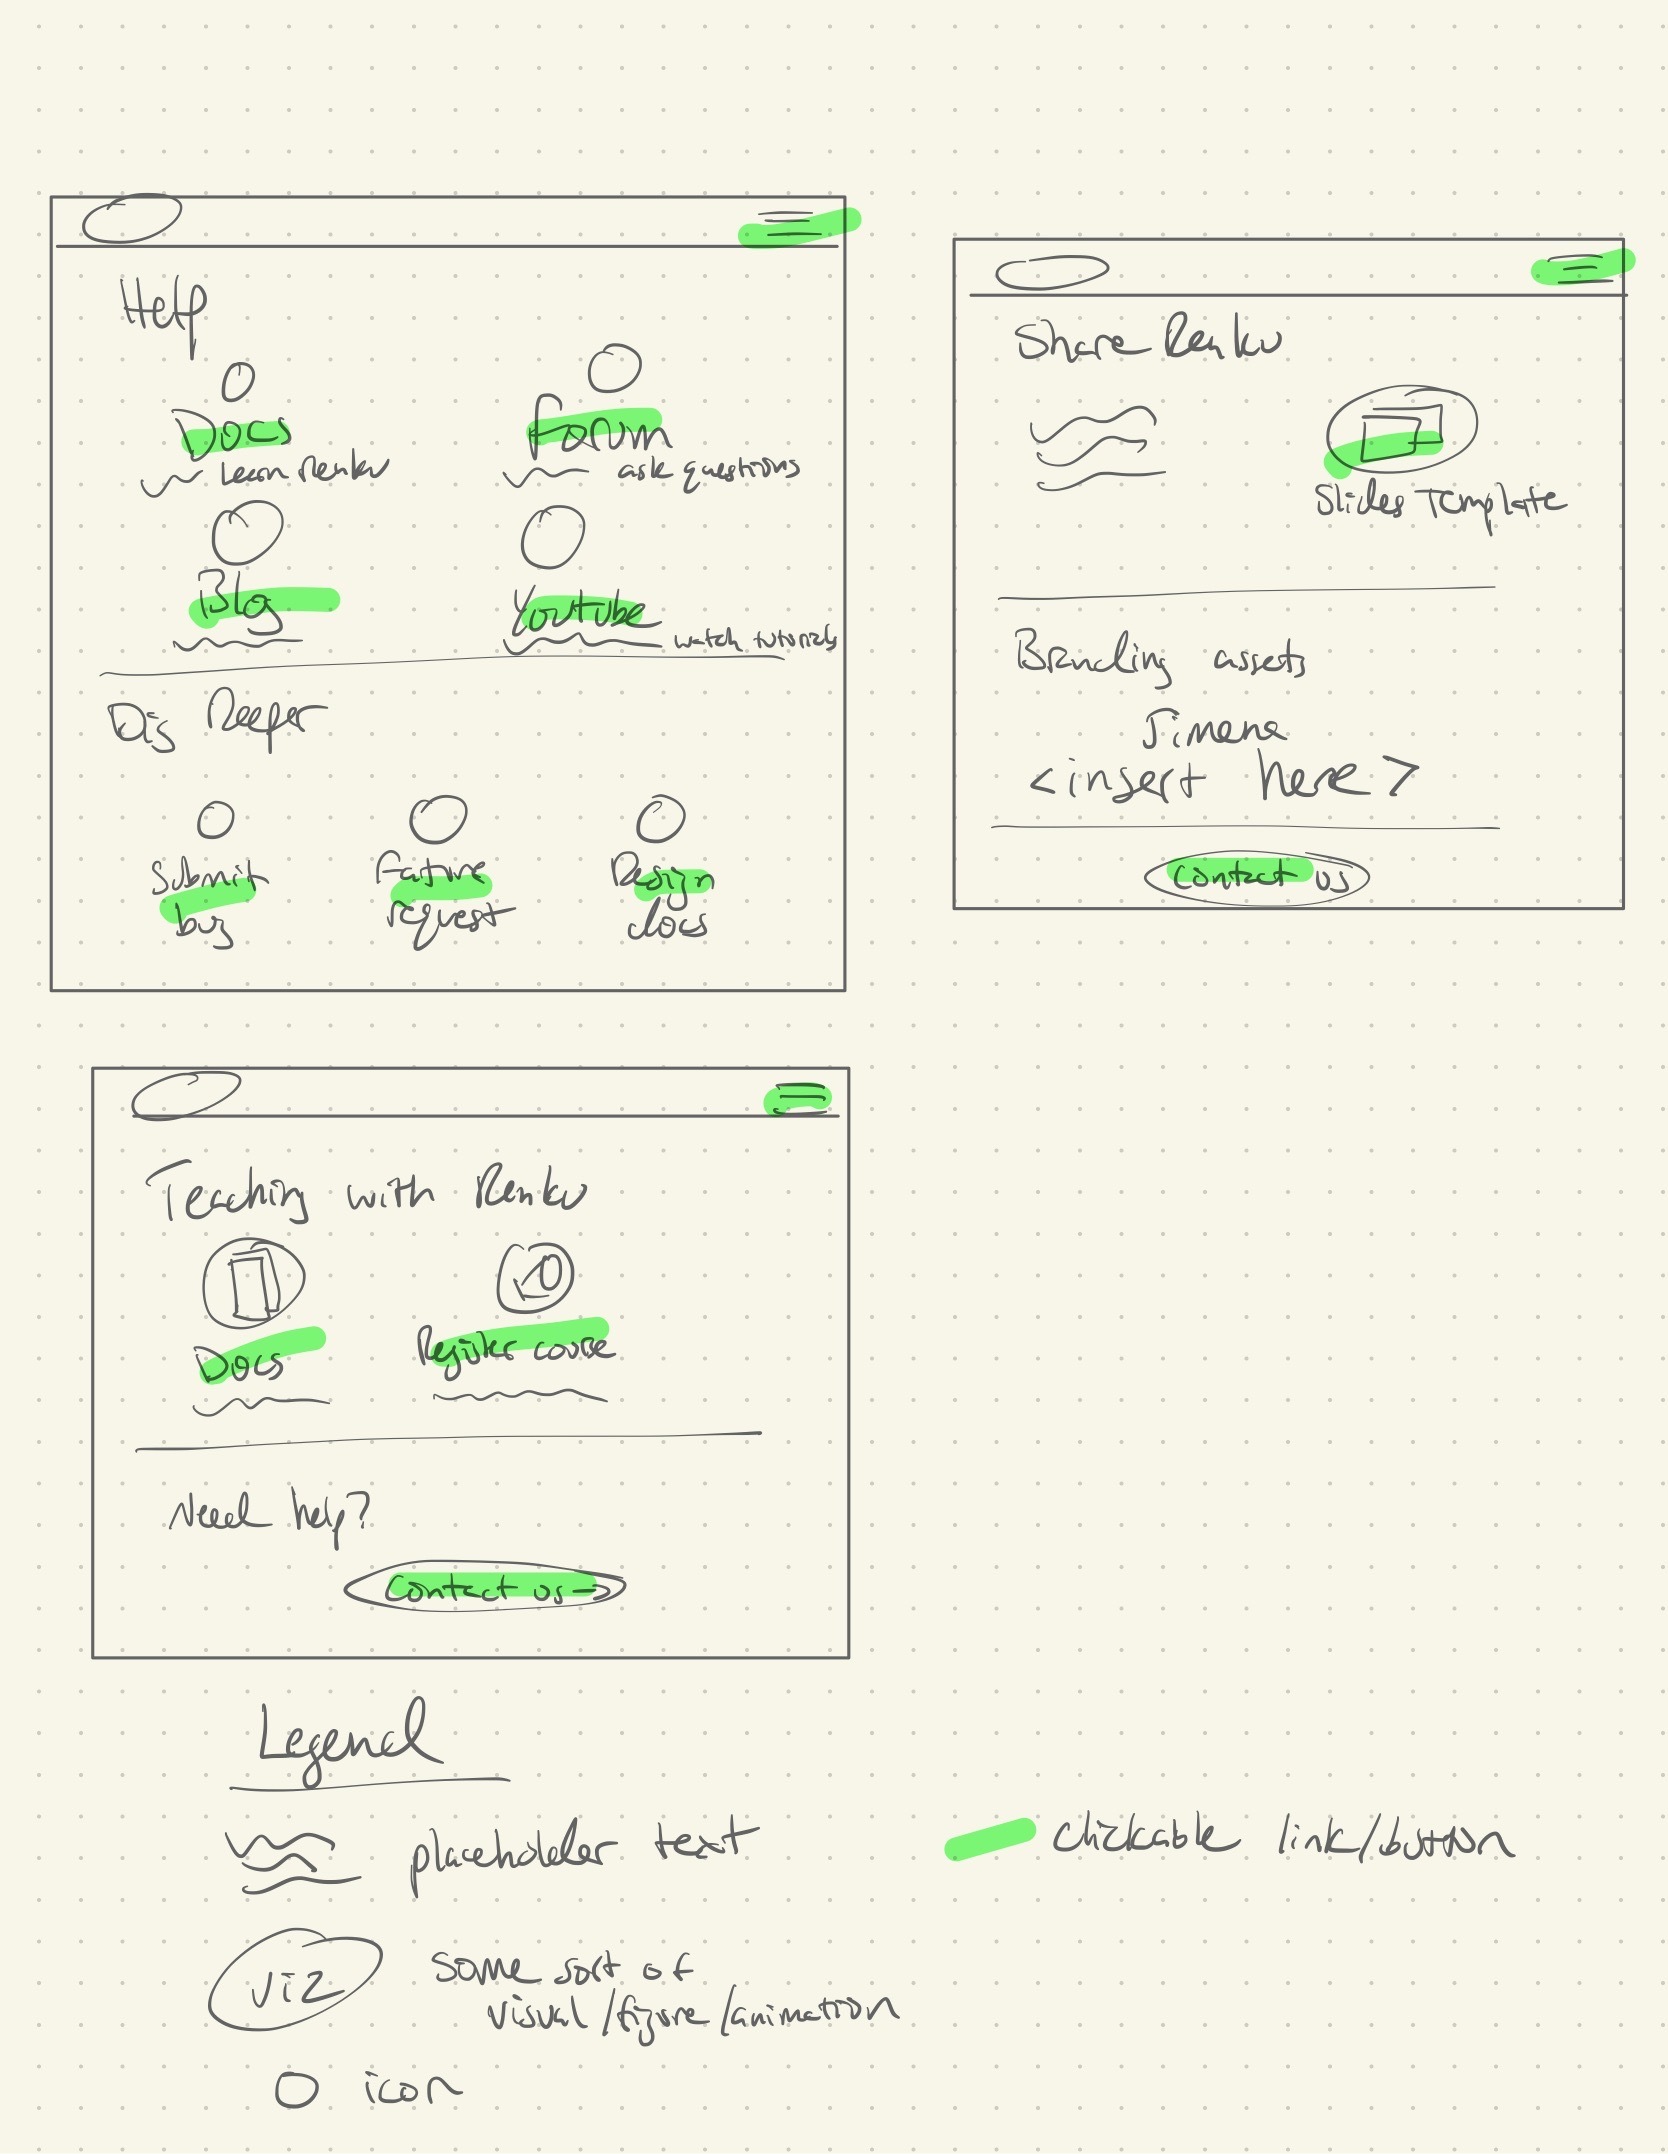 Help
Docs
Learn Renku
Forum
ask questions
Blog
Youtube
watch tutorials
Dig Deeper
Submit
bug
Feature
request
Design
docs
Share Renku
Slides Template
Branding assets
Jimena
<insert here>
Contact us
Teaching with Renku
Docs
Register course
Need help?
Contact us
Legend
placeholder text
clickable link/button
viz
some sort of
visual/figure/animation
icon